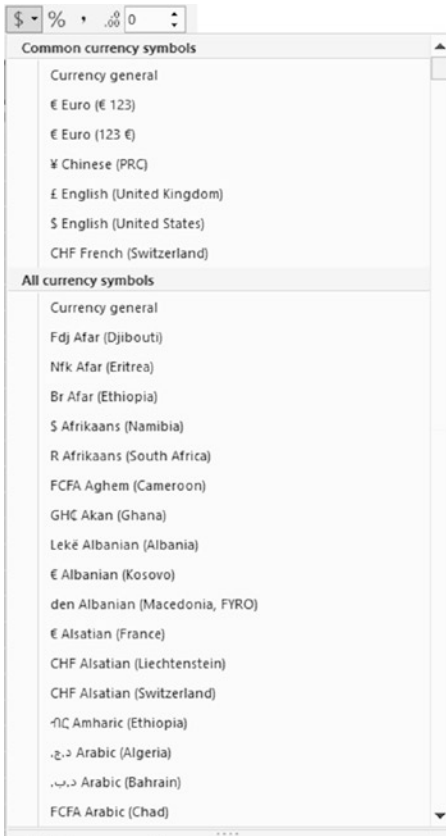 $ % , .00 0
Common currency symbols
Currency general
€ Euro (€ 123)
€ Euro (123 €)
¥ Chinese (PRC)
£ English (United Kingdom)
$ English (United States)
CHF French (Switzerland)
All currency symbols
Currency general
Fdj Afar (Djibouti)
Nfk Afar (Eritrea)
Br Afar (Ethiopia)
$ Afrikaans (Namibia)
R Afrikaans (South Africa)
FCFA Aghem (Cameroon)
GH₵ Akan (Ghana)
Lekë Albanian (Albania)
€ Albanian (Kosovo)
den Albanian (Macedonia, FYRO)
€ Alsatian (France)
CHF Alsatian (Liechtenstein)
CHF Alsatian (Switzerland)
ብር Amharic (Ethiopia)
د.ج.‏ Arabic (Algeria)
د.ب.‏ Arabic (Bahrain)
FCFA Arabic (Chad)